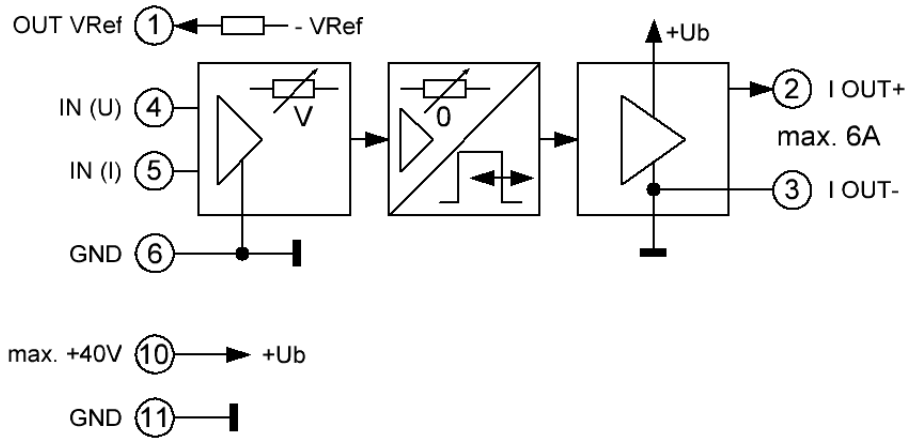 OUT VRef 1 - VRef
+Ub
IN (U) 4
V
0
2 I OUT+
max. 6A
IN (I) 5
3 I OUT-
GND 6
max. +40V 10 +Ub
GND 11